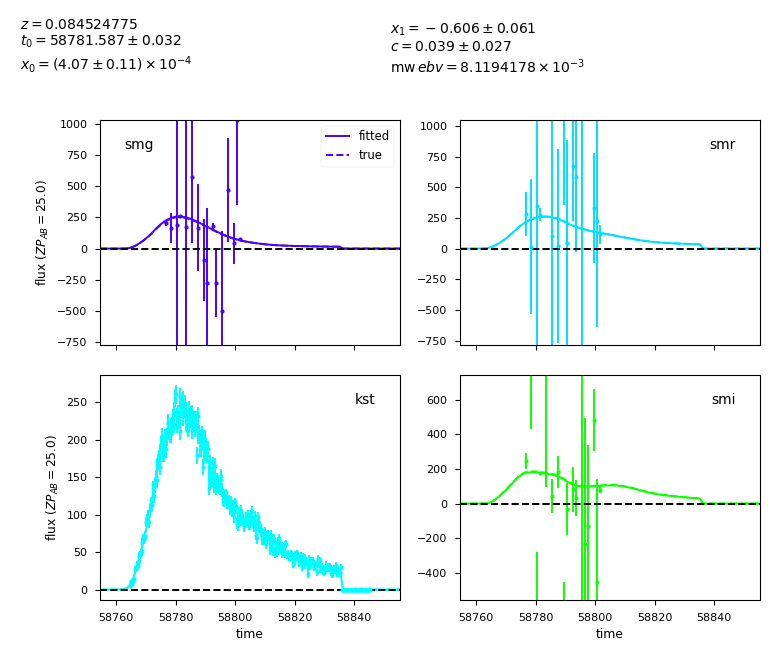 z = 0.084524775
t₀ = 58781.587 ± 0.032
x₀ = (4.07 ± 0.11) × 10⁻⁴
x₁ = −0.606 ± 0.061
c = 0.039 ± 0.027
mw ebv = 8.1194178 × 10⁻³
smg
fitted
true
1000
750
500
250
0
−250
−500
−750
flux (ZP_AB = 25.0)
smr
1000
750
500
250
0
−250
−500
−750
kst
250
200
150
100
50
0
flux (ZP_AB = 25.0)
58760 58780 58800 58820 58840
time
smi
600
400
200
0
−200
−400
58760 58780 58800 58820 58840
time